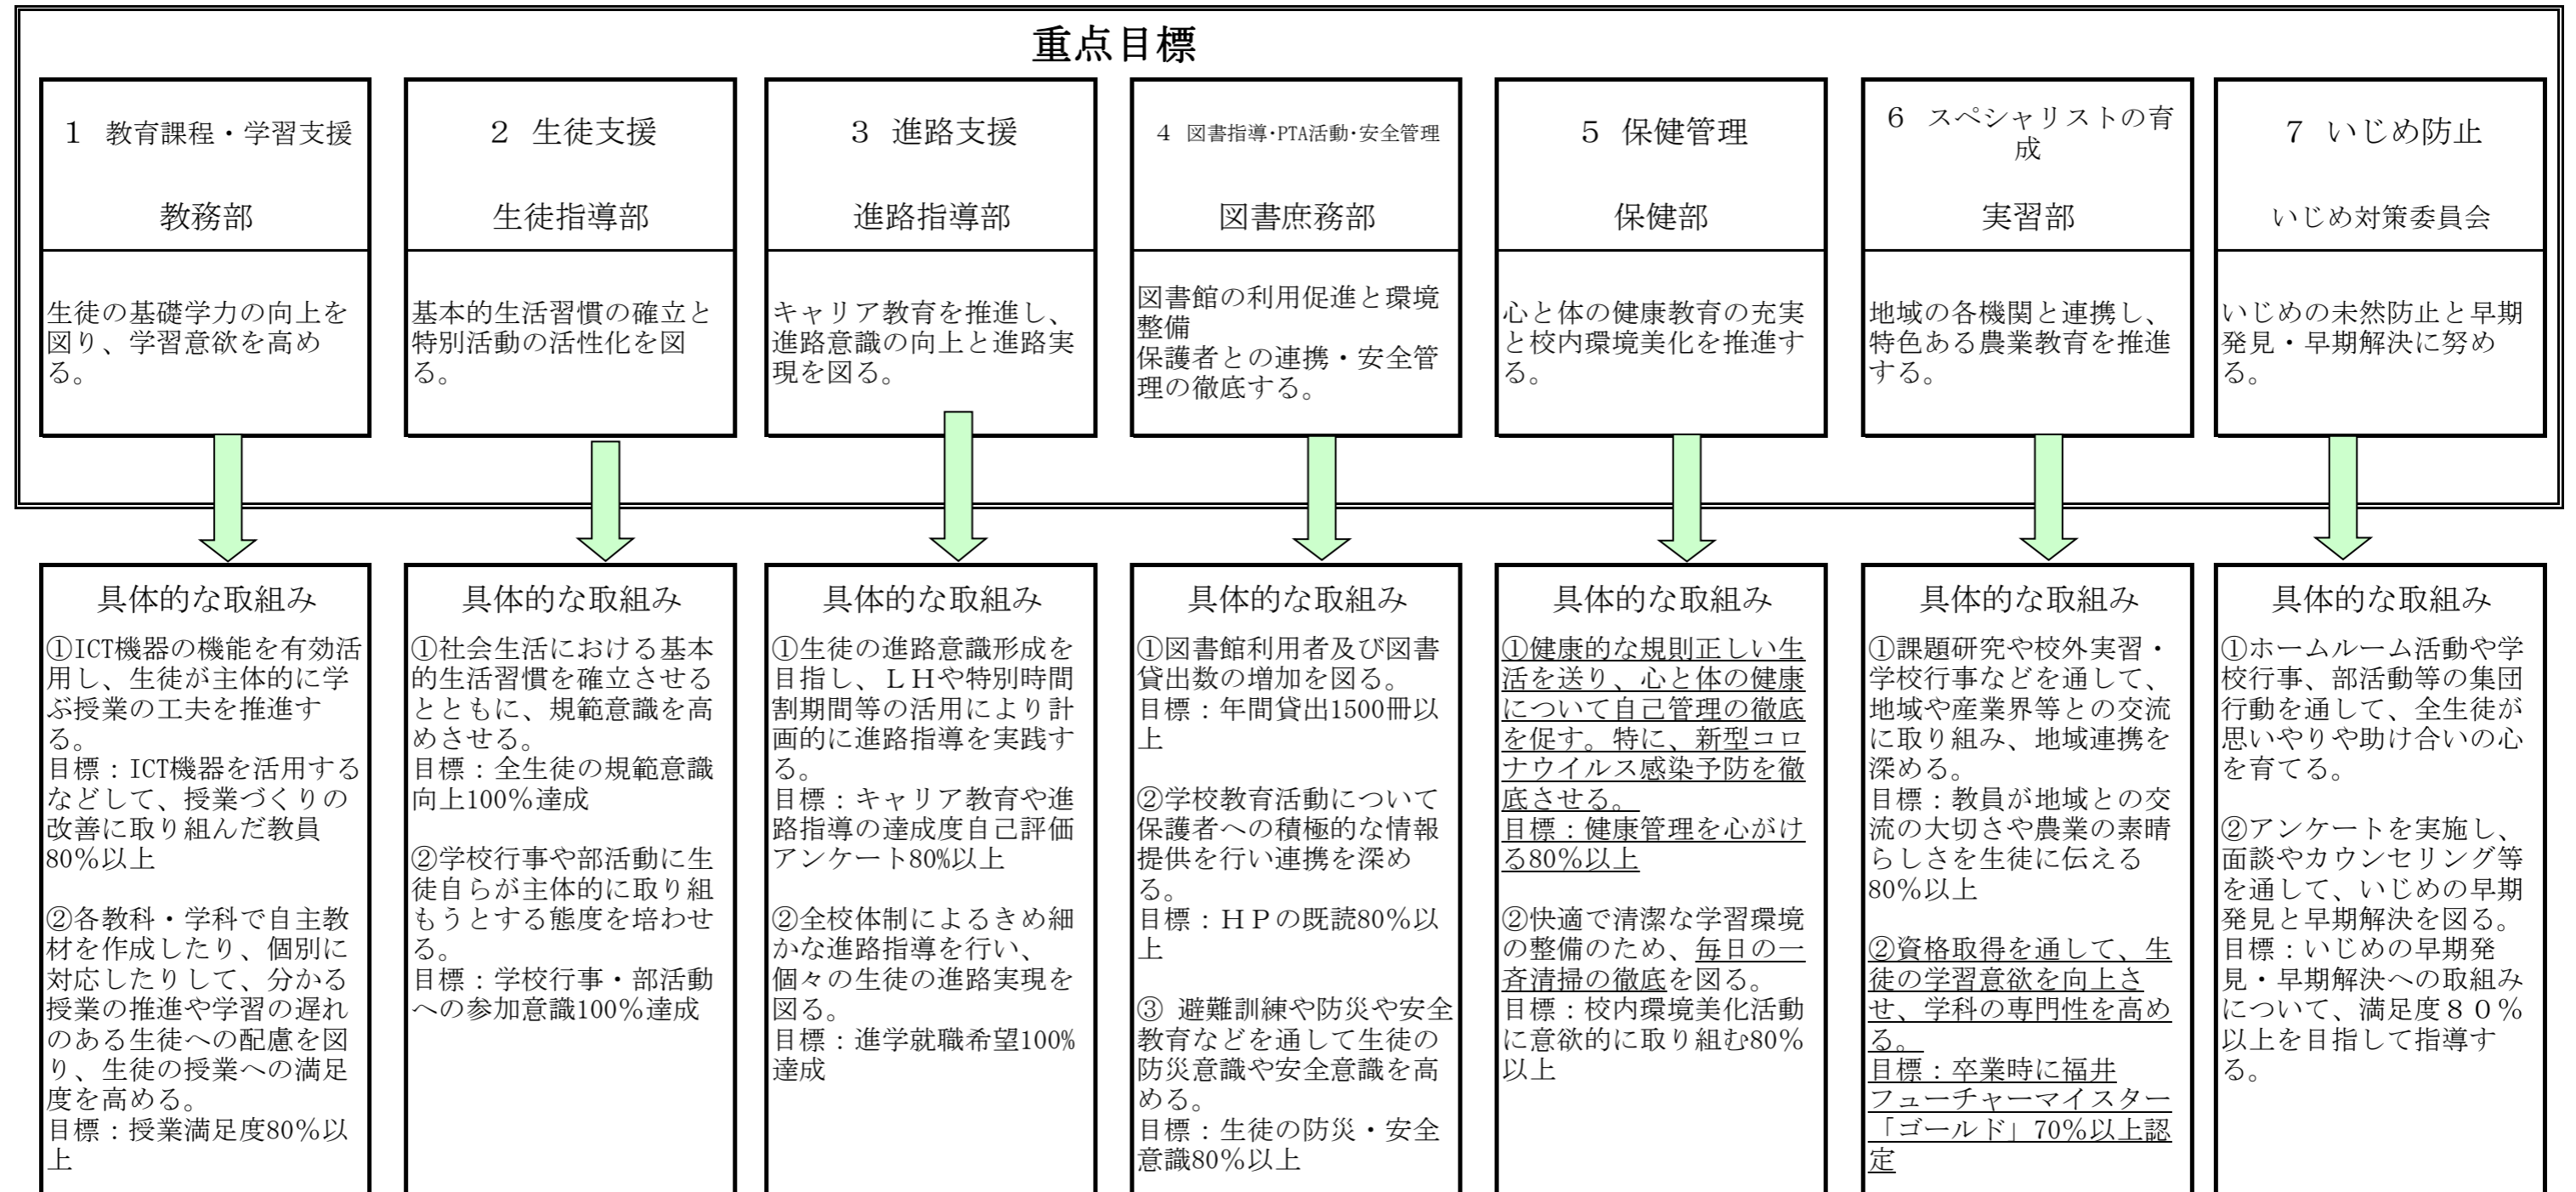 重点目標
１ 教育課程・学習支援
教務部
生徒の基礎学力の向上を
図り、学習意欲を高め
る。
２ 生徒支援
生徒指導部
基本的生活習慣の確立と
特別活動の活性化を図
る。
３ 進路支援
進路指導部
キャリア教育を推進し、
進路意識の向上と進路実
現を図る。
４ 図書指導・PTA活動・安全管理
図書庶務部
図書館の利用促進と環境
整備
保護者との連携・安全管
理の徹底する。
５ 保健管理
保健部
心と体の健康教育の充実
と校内環境美化を推進す
る。
６ スペシャリストの育
成
実習部
地域の各機関と連携し、
特色ある農業教育を推進
する。
７ いじめ防止
いじめ対策委員会
いじめの未然防止と早期
発見・早期解決に努め
る。
具体的な取組み
①ICT機器の機能を有効活
用し、生徒が主体的に学
ぶ授業の工夫を推進す
る。
目標：ICT機器を活用する
などして、授業づくりの
改善に取り組んだ教員
80％以上
②各教科・学科で自主教
材を作成したり、個別に
対応したりして、分かる
授業の推進や学習の遅れ
のある生徒への配慮を図
り、生徒の授業への満足
度を高める。
目標：授業満足度80％以
上
具体的な取組み
①社会生活における基本
的生活習慣を確立させる
とともに、規範意識を高
めさせる。
目標：全生徒の規範意識
向上100％達成
②学校行事や部活動に生
徒自らが主体的に取り組
もうとする態度を培わせ
る。
目標：学校行事・部活動
への参加意識100％達成
具体的な取組み
①生徒の進路意識形成を
目指し、ＬＨや特別時間
割期間等の活用により計
画的に進路指導を実践す
る。
目標：キャリア教育や進
路指導の達成度自己評価
アンケート80%以上
②全校体制によるきめ細
かな進路指導を行い、
個々の生徒の進路実現を
図る。
目標：進学就職希望100%
達成
具体的な取組み
①図書館利用者及び図書
貸出数の増加を図る。
目標：年間貸出1500冊以
上
②学校教育活動について
保護者への積極的な情報
提供を行い連携を深め
る。
目標：ＨＰの既読80％以
上
③ 避難訓練や防災や安全
教育などを通して生徒の
防災意識や安全意識を高
める。
目標：生徒の防災・安全
意識80％以上
具体的な取組み
①健康的な規則正しい生
活を送り、心と体の健康
について自己管理の徹底
を促す。特に、新型コロ
ナウイルス感染予防を徹
底させる。
目標：健康管理を心がけ
る80％以上
②快適で清潔な学習環境
の整備のため、毎日の一
斉清掃の徹底を図る。
目標：校内環境美化活動
に意欲的に取り組む80％
以上
具体的な取組み
①課題研究や校外実習・
学校行事などを通して、
地域や産業界等との交流
に取り組み、地域連携を
深める。
目標：教員が地域との交
流の大切さや農業の素晴
らしさを生徒に伝える
80％以上
②資格取得を通して、生
徒の学習意欲を向上さ
せ、学科の専門性を高め
る。
目標：卒業時に福井
フューチャーマイスター
「ゴールド」70％以上認
定
具体的な取組み
①ホームルーム活動や学
校行事、部活動等の集団
行動を通して、全生徒が
思いやりや助け合いの心
を育てる。
②アンケートを実施し、
面談やカウンセリング等
を通して、いじめの早期
発見と早期解決を図る。
目標：いじめの早期発
見・早期解決への取組み
について、満足度８０％
以上を目指して指導す
る。